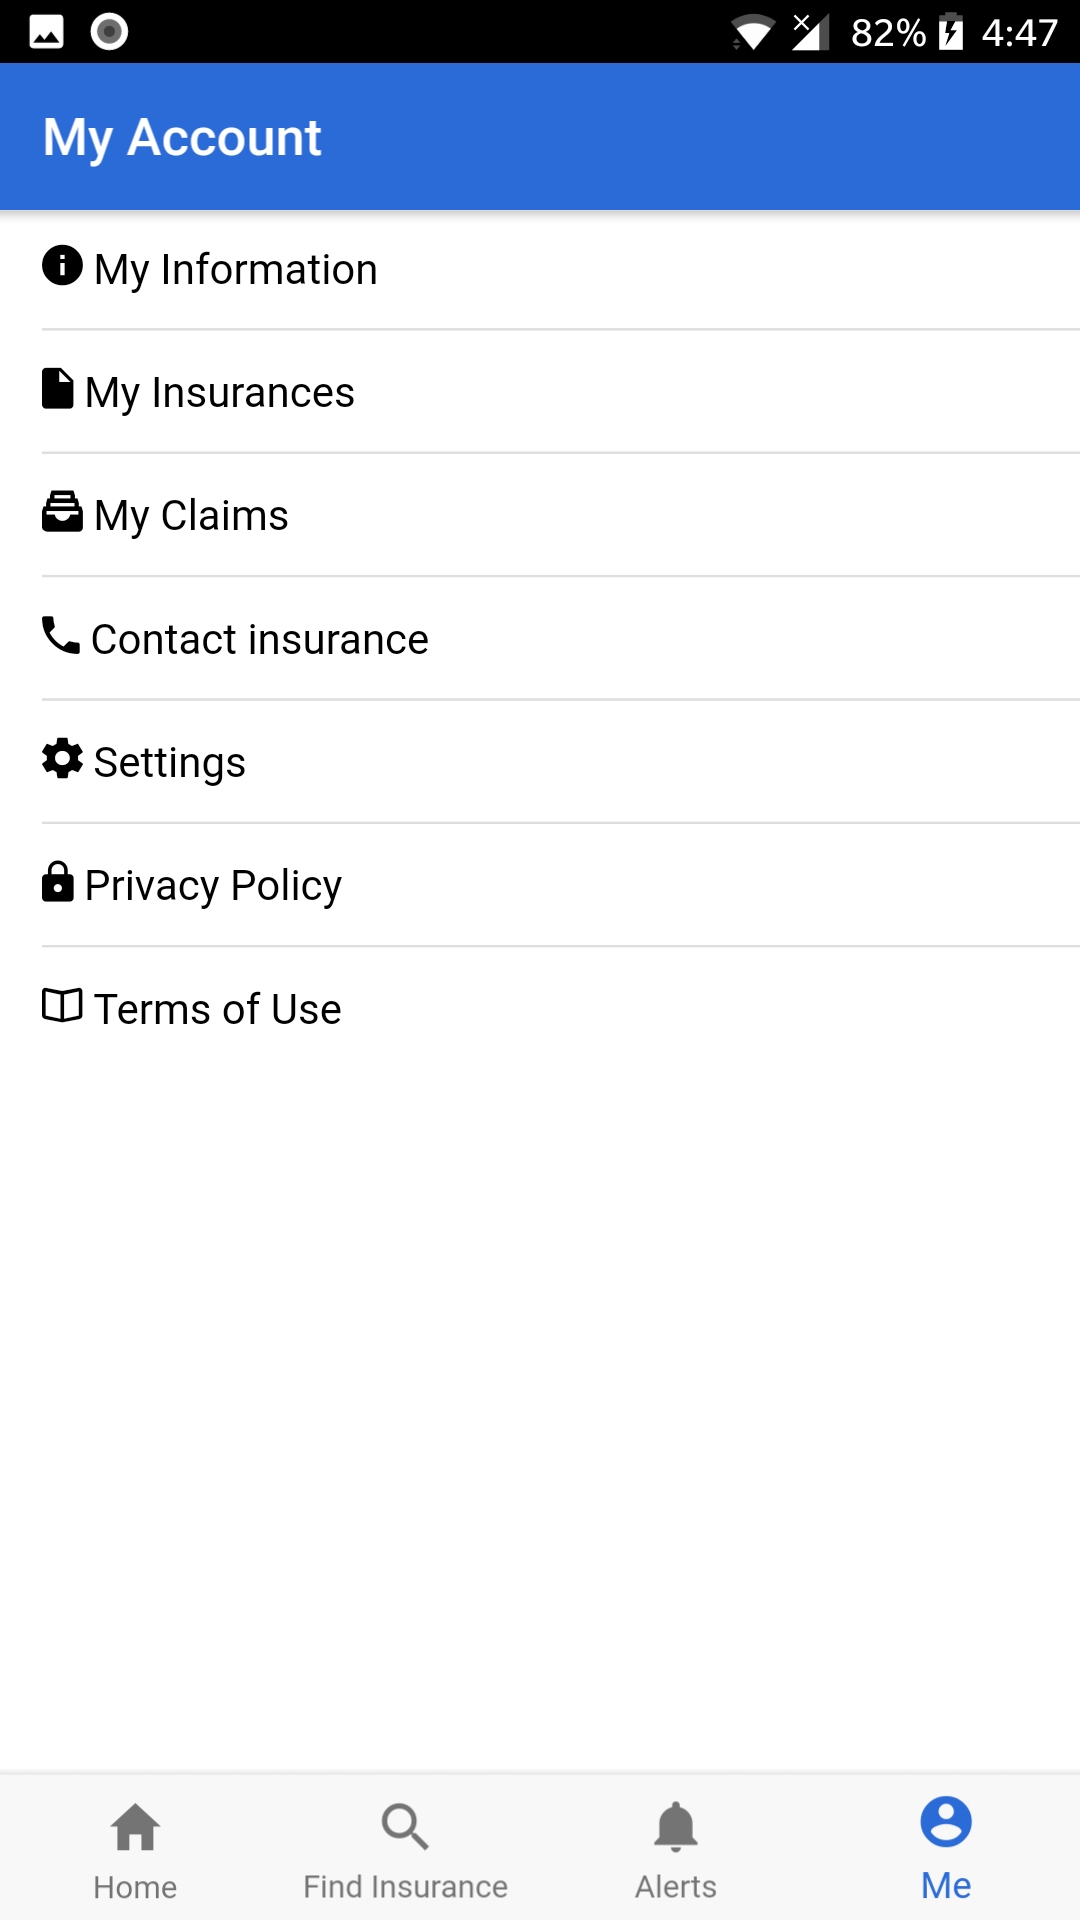 82% 4:47
My Account
My Information
My Insurances
My Claims
Contact insurance
Settings
Privacy Policy
Terms of Use
Home Find Insurance Alerts Me